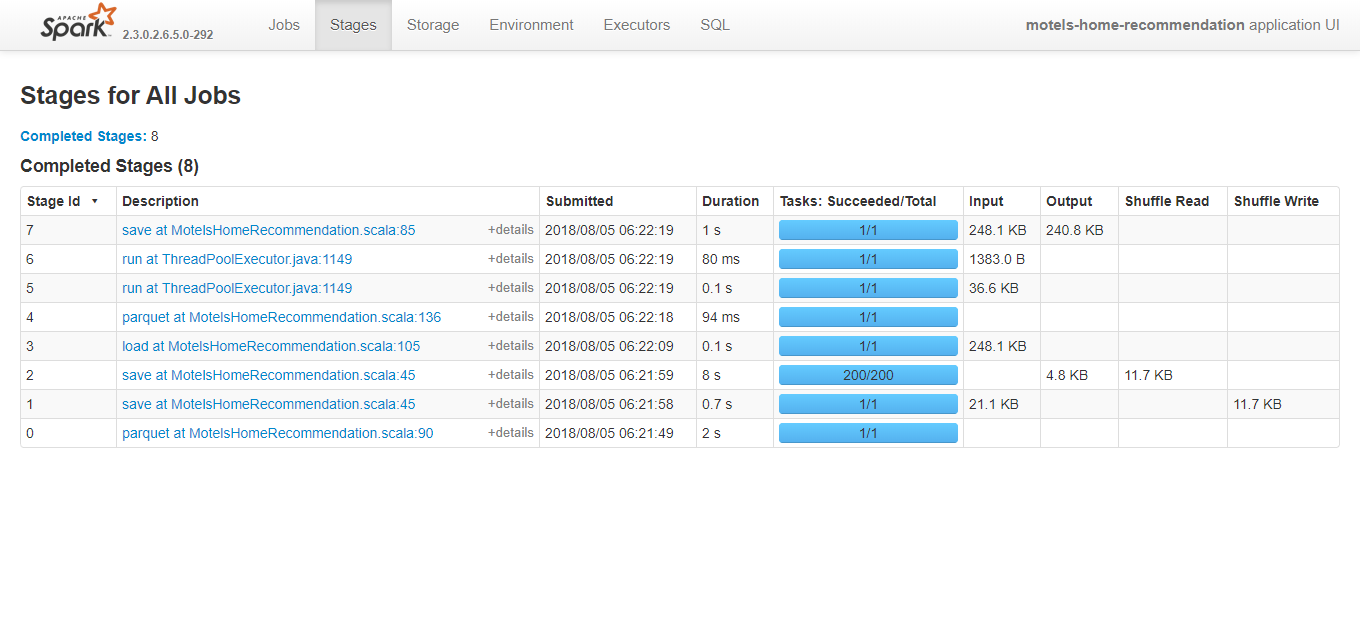 APACHE Spark 2.3.0.2.6.5.0-292 Jobs Stages Storage Environment Executors SQL motels-home-recommendation application UI
Stages for All Jobs
Completed Stages: 8
Completed Stages (8)
Stage Id ▾ Description Submitted Duration Tasks: Succeeded/Total Input Output Shuffle Read Shuffle Write
7 save at MotelsHomeRecommendation.scala:85 +details 2018/08/05 06:22:19 1 s 1/1 248.1 KB 240.8 KB
6 run at ThreadPoolExecutor.java:1149 +details 2018/08/05 06:22:19 80 ms 1/1 1383.0 B
5 run at ThreadPoolExecutor.java:1149 +details 2018/08/05 06:22:19 0.1 s 1/1 36.6 KB
4 parquet at MotelsHomeRecommendation.scala:136 +details 2018/08/05 06:22:18 94 ms 1/1
3 load at MotelsHomeRecommendation.scala:105 +details 2018/08/05 06:22:09 0.1 s 1/1 248.1 KB
2 save at MotelsHomeRecommendation.scala:45 +details 2018/08/05 06:21:59 8 s 200/200 4.8 KB 11.7 KB
1 save at MotelsHomeRecommendation.scala:45 +details 2018/08/05 06:21:58 0.7 s 1/1 21.1 KB 11.7 KB
0 parquet at MotelsHomeRecommendation.scala:90 +details 2018/08/05 06:21:49 2 s 1/1